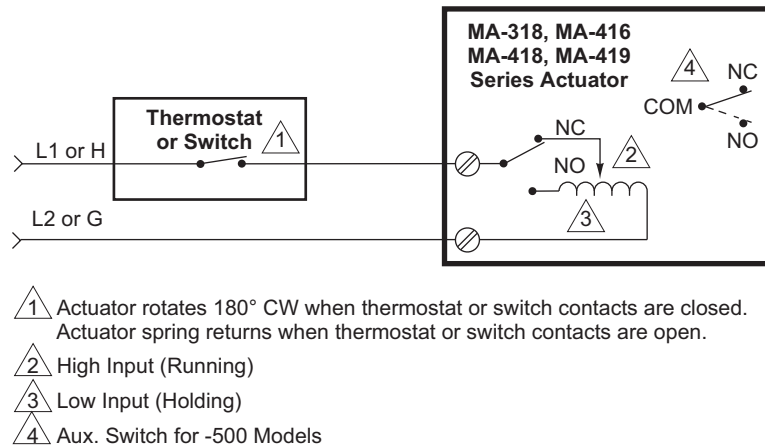 MA-318, MA-416
MA-418, MA-419
Series Actuator
4
NC
COM
NO
Thermostat
or Switch
1
L1 or H
NC
2
NO
3
L2 or G
1 Actuator rotates 180° CW when thermostat or switch contacts are closed.
Actuator spring returns when thermostat or switch contacts are open.
2 High Input (Running)
3 Low Input (Holding)
4 Aux. Switch for -500 Models